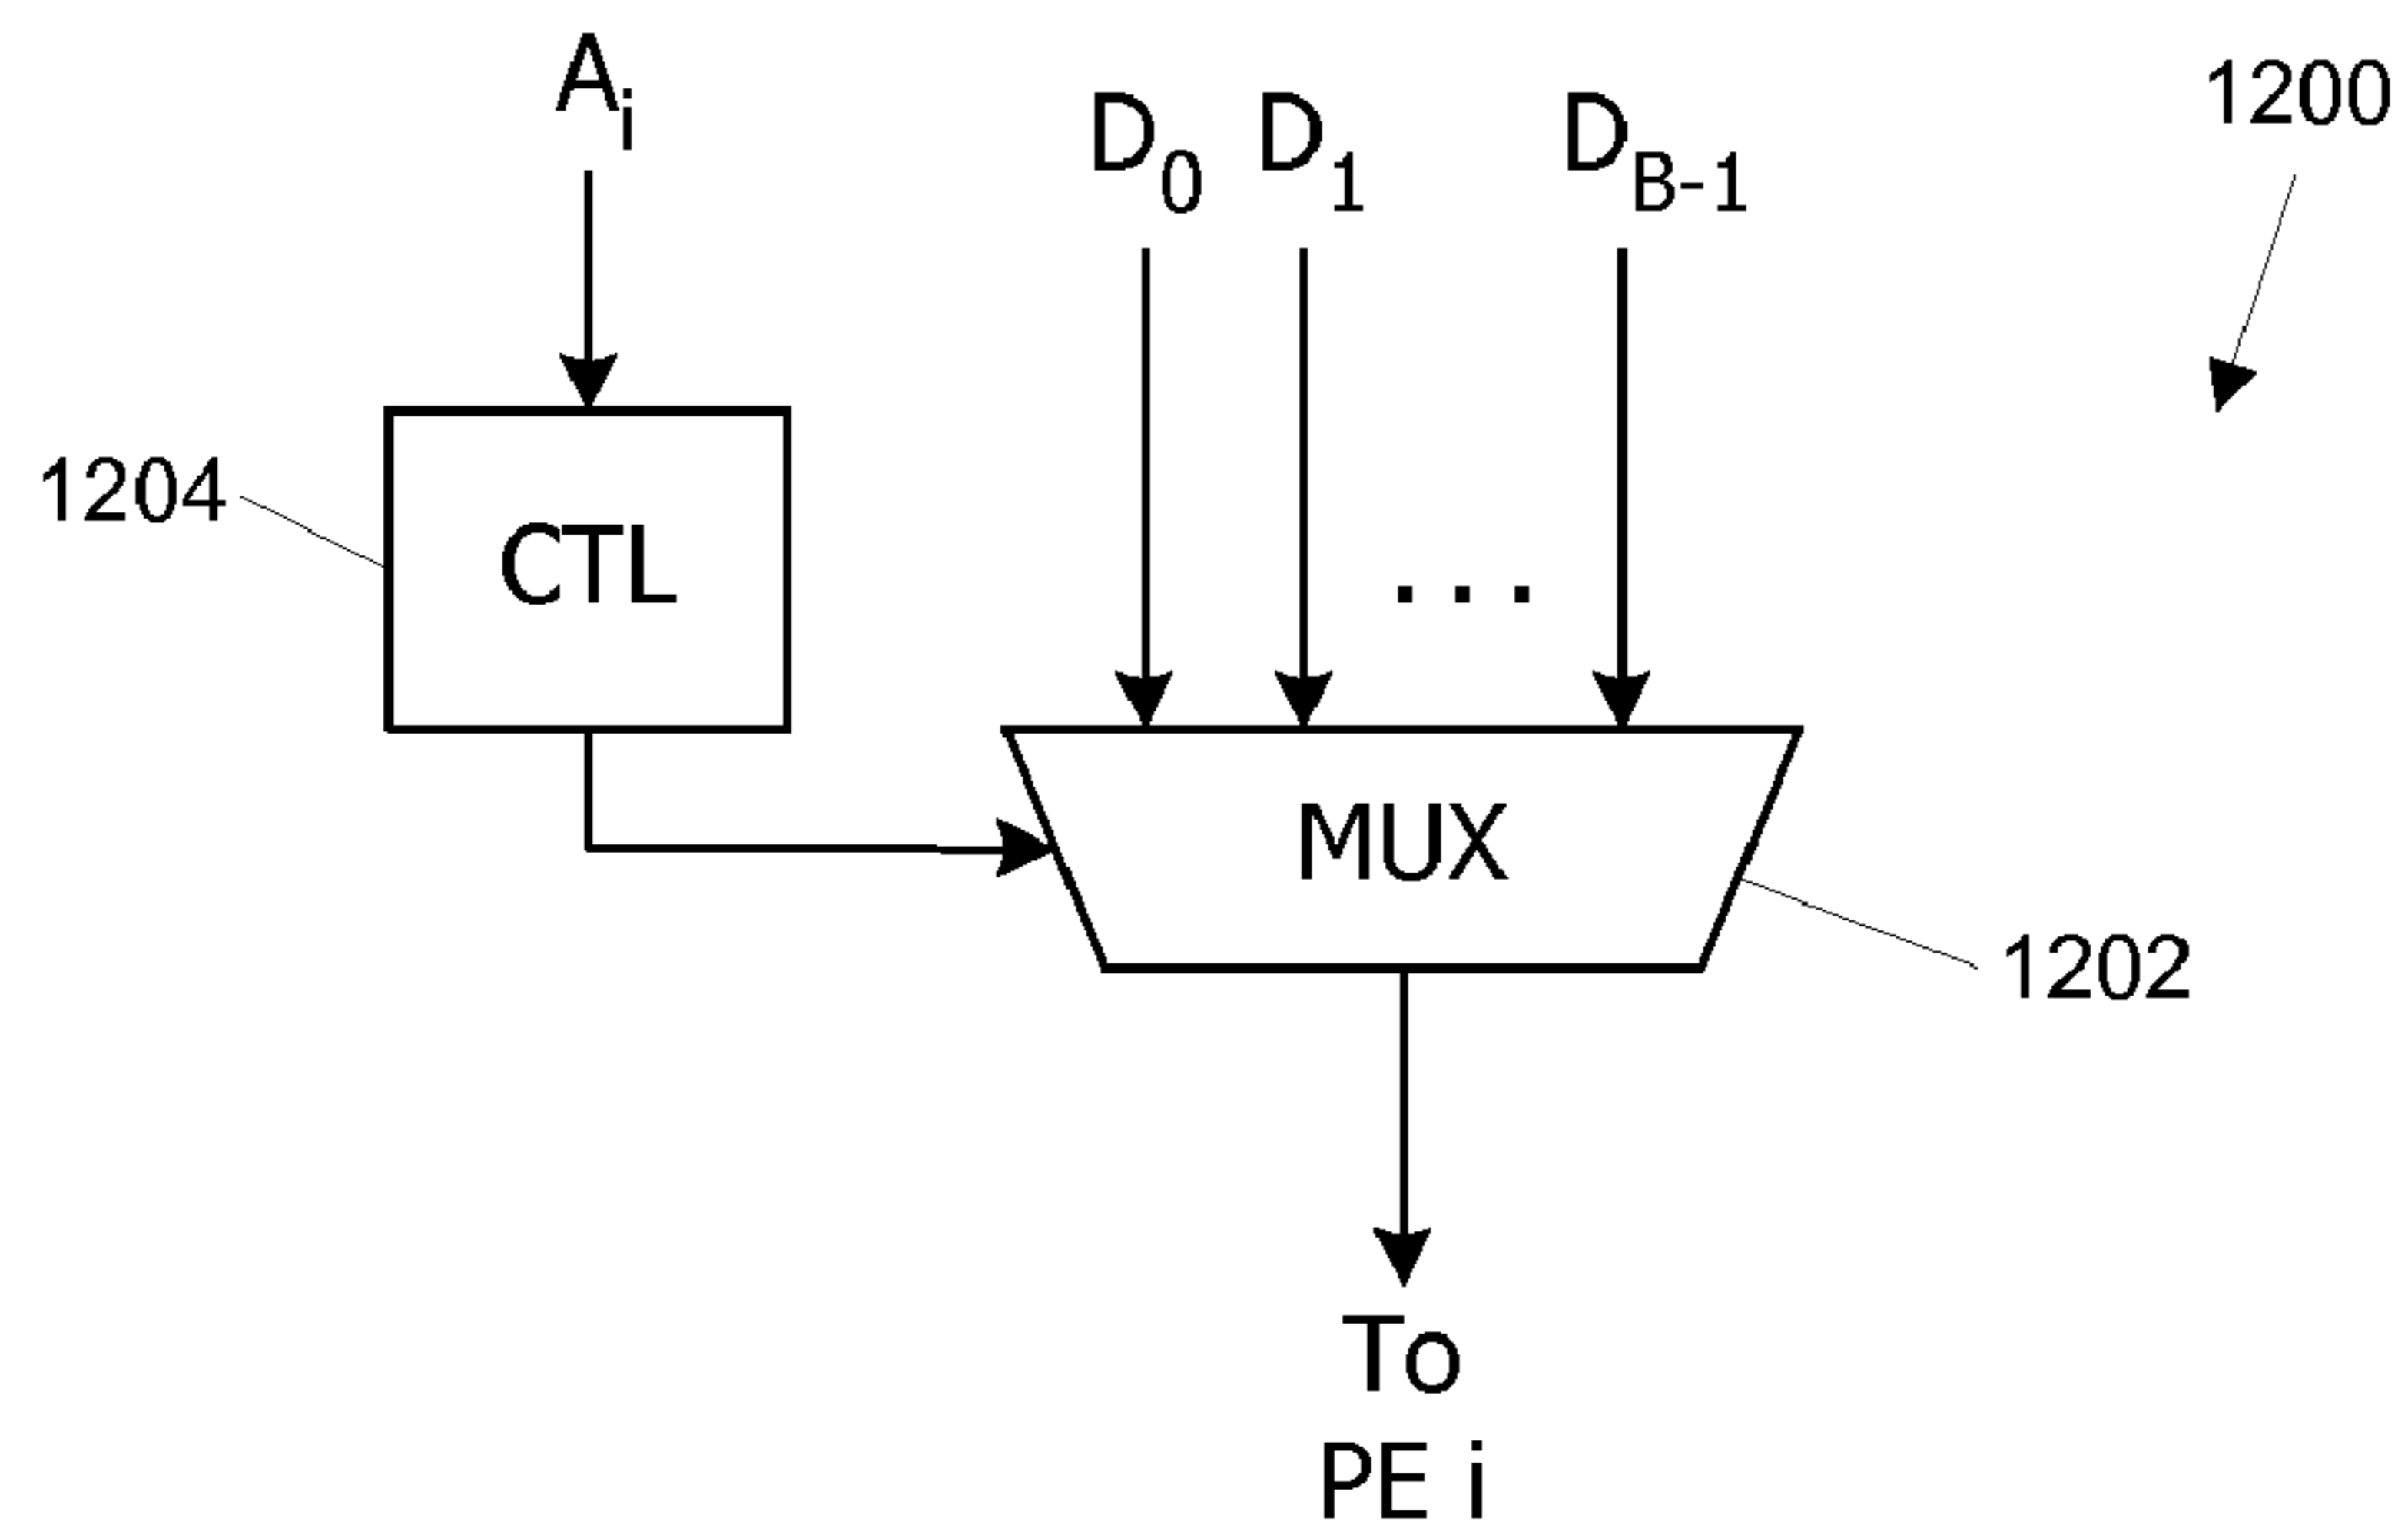 A_i
D_0 D_1 D_B-1
1200
1204
CTL
...
MUX
1202
To
PE i